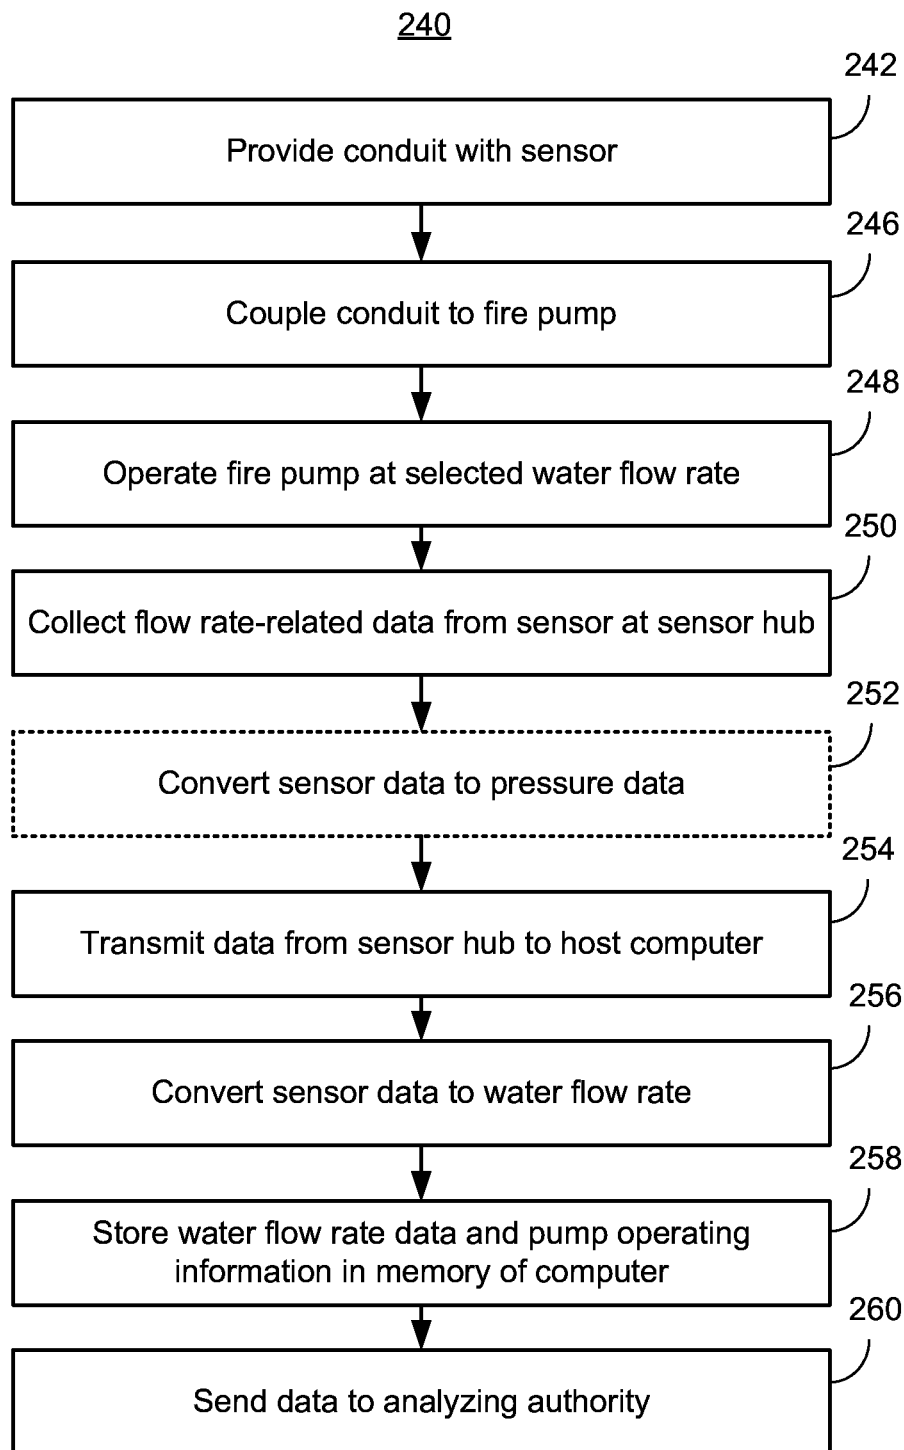 240
242
Provide conduit with sensor
246
Couple conduit to fire pump
248
Operate fire pump at selected water flow rate
250
Collect flow rate-related data from sensor at sensor hub
252
Convert sensor data to pressure data
254
Transmit data from sensor hub to host computer
256
Convert sensor data to water flow rate
258
Store water flow rate data and pump operating
information in memory of computer
260
Send data to analyzing authority